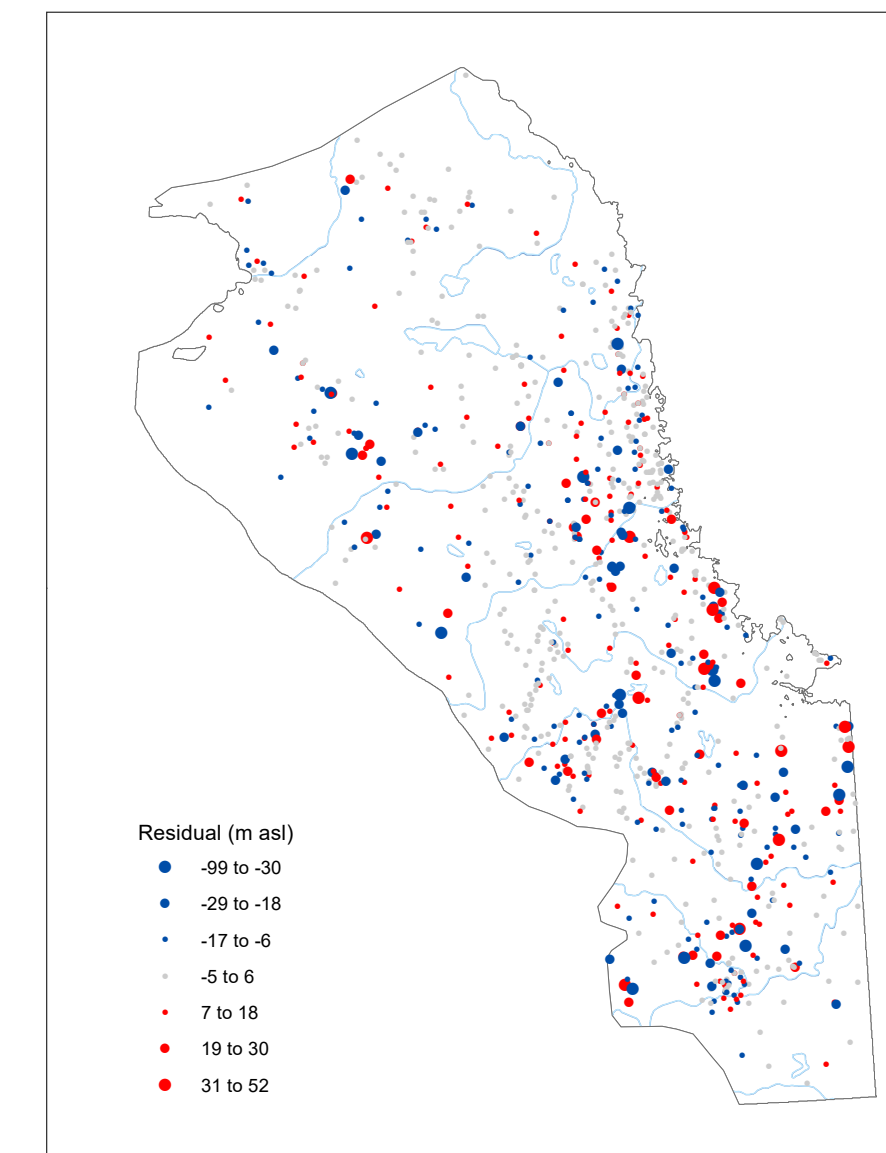 Residual (m asl)
-99 to -30
-29 to -18
-17 to -6
-5 to 6
7 to 18
19 to 30
31 to 52